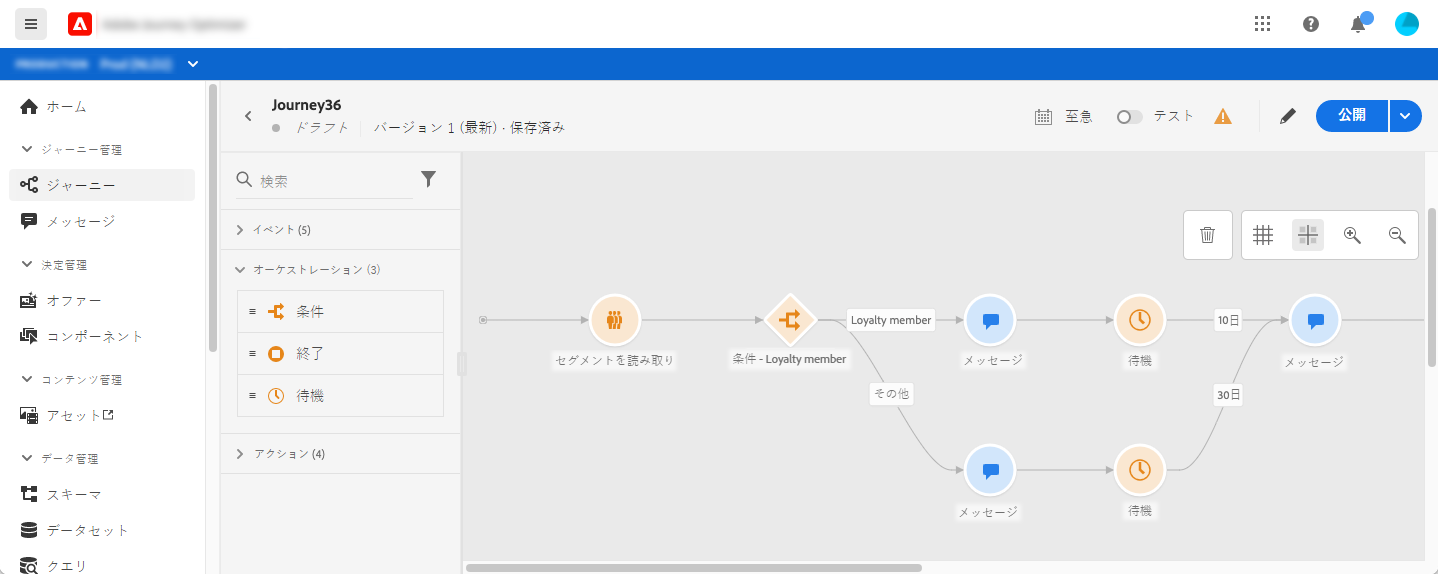 ホーム
ジャーニー管理
ジャーニー
メッセージ
決定管理
オファー
コンポーネント
コンテンツ管理
アセット
データ管理
スキーマ
データセット
クエリ
Journey36
ドラフト
バージョン 1 (最新) · 保存済み
至急
テスト
公開
検索
イベント (5)
オーケストレーション (3)
条件
終了
待機
アクション (4)
セグメントを読み取り
条件 - Loyalty member
Loyalty member
その他
メッセージ
待機
10日
メッセージ
30日
メッセージ
待機